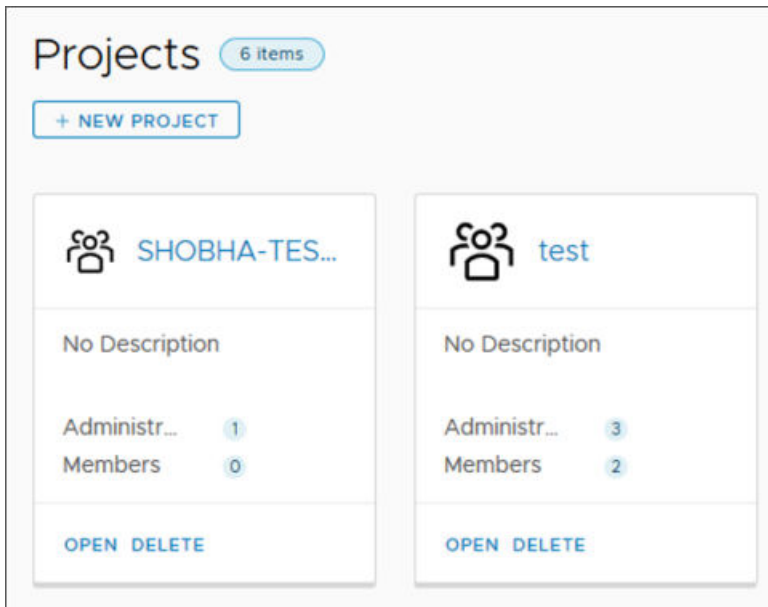 Projects 6 items
+ NEW PROJECT
SHOBHA-TES...
No Description
Administr... 1
Members 0
OPEN DELETE
test
No Description
Administr... 3
Members 2
OPEN DELETE